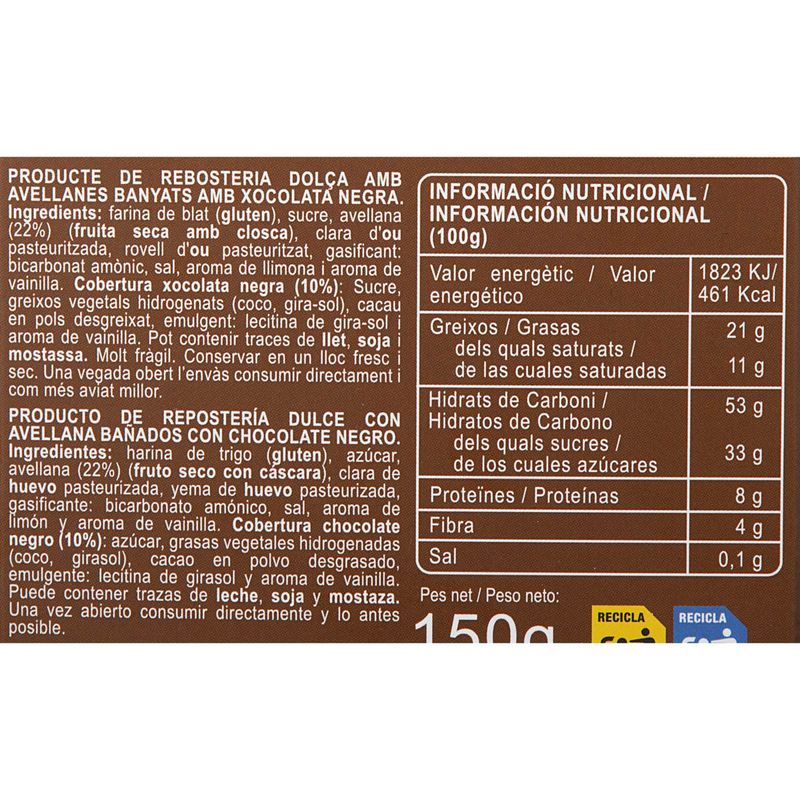 PRODUCTE DE REBOSTERIA DOLÇA AMB
AVELLANES BANYATS AMB XOCOLATA NEGRA.
Ingredients: farina de blat (gluten), sucre, avellana
(22%) (fruita seca amb closca), clara d'ou
pasteuritzada, rovell d'ou pasteuritzat, gasificant:
bicarbonat amònic, sal, aroma de llimona i aroma de
vainilla. Cobertura xocolata negra (10%): Sucre,
greixos vegetals hidrogenats (coco, gira-sol), cacau
en pols desgreixat, emulgent: lecitina de gira-sol i
aroma de vainilla. Pot contenir traces de llet, soja i
mostassa. Molt fràgil. Conservar en un lloc fresc i
sec. Una vegada obert l'envàs consumir directament i
com més aviat millor.
PRODUCTO DE REPOSTERÍA DULCE CON
AVELLANA BAÑADOS CON CHOCOLATE NEGRO.
Ingredientes: harina de trigo (gluten), azúcar,
avellana (22%) (fruto seco con cáscara), clara de
huevo pasteurizada, yema de huevo pasteurizada,
gasificante: bicarbonato amónico, sal, aroma de
limón y aroma de vainilla. Cobertura chocolate
negro (10%): azúcar, grasas vegetales hidrogenadas
(coco, girasol), cacao en polvo desgrasado,
emulgente: lecitina de girasol y aroma de vainilla.
Puede contener trazas de leche, soja y mostaza.
Una vez abierto consumir directamente y lo antes
posible.
INFORMACIÓ NUTRICIONAL /
INFORMACIÓN NUTRICIONAL
(100g)
Valor energètic / Valor energético 1823 KJ/
461 Kcal
Greixos / Grasas 21 g
dels quals saturats /
de las cuales saturadas 11 g
Hidrats de Carboni /
Hidratos de Carbono 53 g
dels quals sucres /
de los cuales azúcares 33 g
Proteïnes / Proteínas 8 g
Fibra 4 g
Sal 0,1 g
Pes net / Peso neto:
150g
RECICLA
RECICLA